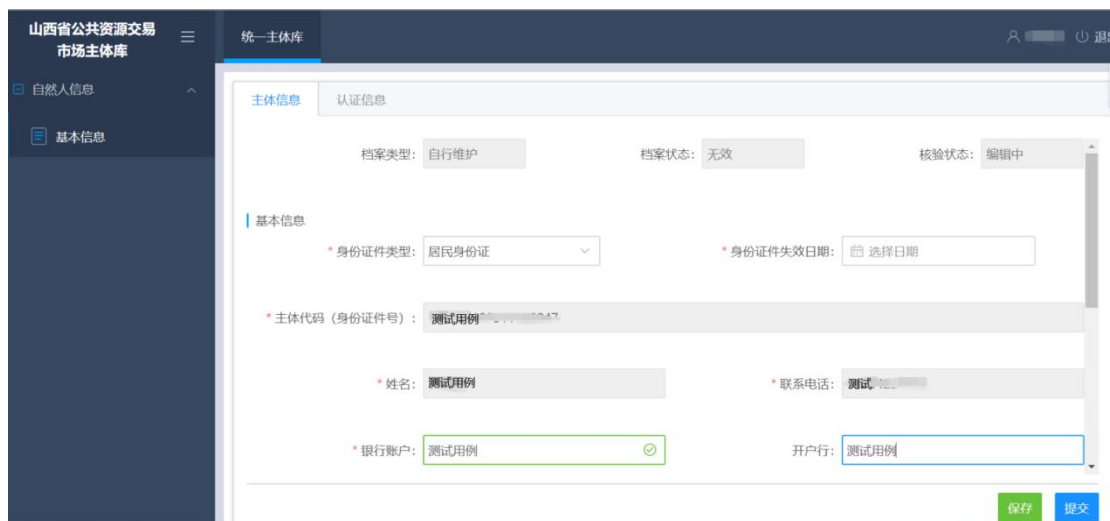 山西省公共资源交易
市场主体库
统一主体库
自然人信息
基本信息
主体信息 认证信息
档案类型: 自行维护 档案状态: 无效 核验状态: 编辑中
基本信息
* 身份证件类型: 居民身份证 * 身份证件失效日期: 选择日期
* 主体代码（身份证件号）: 测试用例
* 姓名: 测试用例 * 联系电话: 测试
* 银行账户: 测试用例 开户行: 测试用例
保存 提交